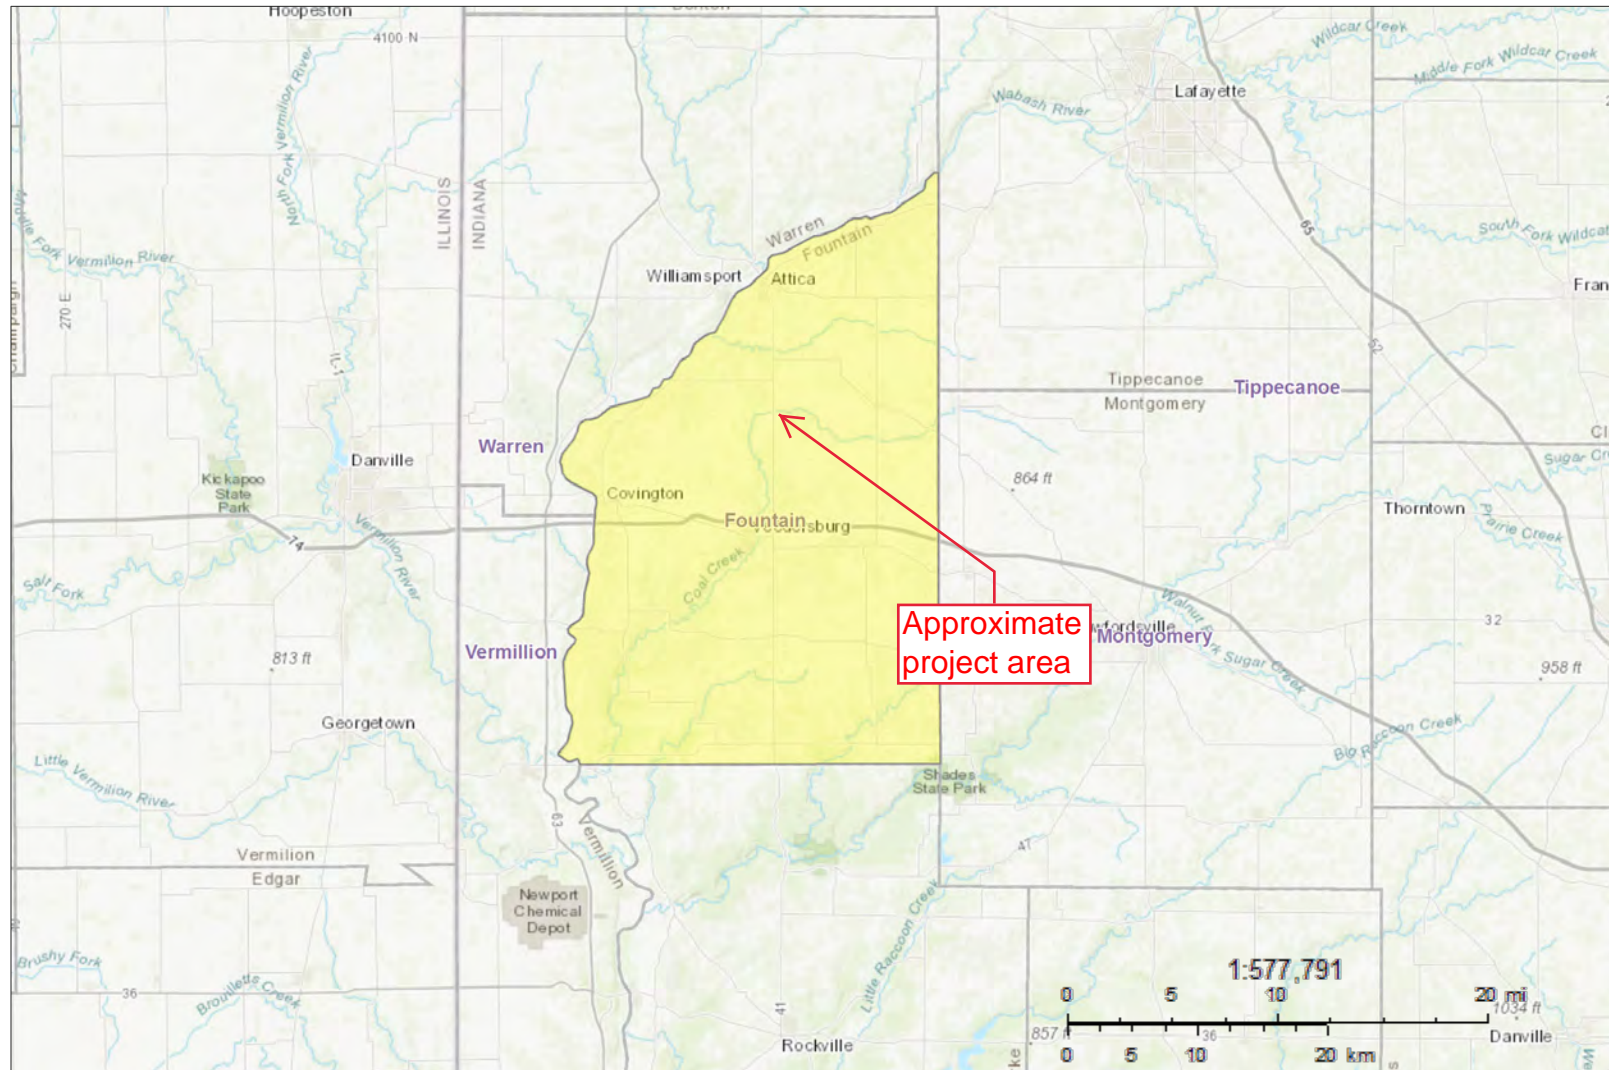 Hoopeston
4100 N
Wildcat Creek
Middle Fork Wildcat Creek
Lafayette
Wabash River
North Fork Vermilion River
ILLINOIS
INDIANA
Middle Fork Vermilion River
270 E
Warren
Fountain
65
South Fork Wildcat
Williamsport
Attica
Fran
IL-1
52
Tippecanoe
Montgomery
Tippecanoe
Warren
Danville
Kickapoo
State
Park
864 ft
Sugar Cr
Covington
Thorntown
Prairie Creek
Fountain
74
Vermilion River
Salt Fork
Coal Creek
Walnut Fork Sugar Creek
Approximate
project area
wfordsville
Montgomery
32
Vermillion
813 ft
958 ft
Georgetown
Big Raccoon Creek
Little Vermilion River
Shades
State Park
63
Vermillion
47
Vermilion
Edgar
Newport
Chemical
Depot
Little Raccoon Creek
Brushy Fork
Brouilletts Creek
36
41
1:577,791
0 5 10 20 mi
1034 ft
857 ft
36
Danville
Rockville
0 5 10 20 km